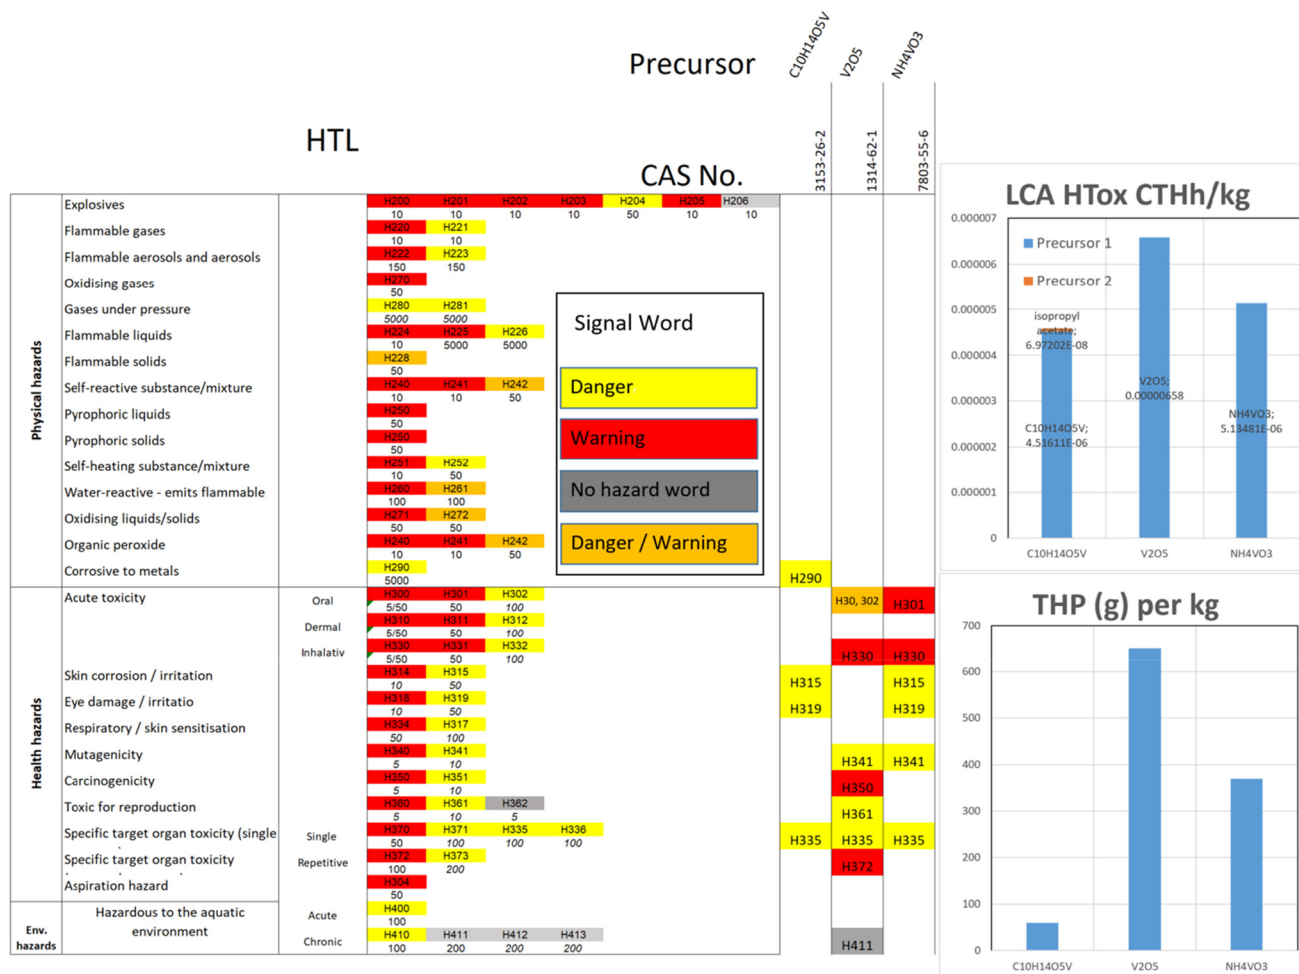 Precursor
C10H14O5V
V2O5
NH4VO3
HTL
CAS No.
3153-26-2
1314-62-1
7803-55-6
Physical hazards
Explosives
H200 H201 H202 H203 H204 H205 H206
10 10 10 10 50 10 10
Flammable gases
H220 H221
10 10
Flammable aerosols and aerosols
H222 H223
150 150
Oxidising gases
H270
50
Gases under pressure
H280 H281
5000 5000
Flammable liquids
H224 H225 H226
10 5000 5000
Flammable solids
H228
50
Self-reactive substance/mixture
H240 H241 H242
10 10 50
Pyrophoric liquids
H250
50
Pyrophoric solids
H250
50
Self-heating substance/mixture
H251 H252
10 50
Water-reactive - emits flammable
H260 H261
100 100
Oxidising liquids/solids
H271 H272
50 50
Organic peroxide
H240 H241 H242
10 10 50
Corrosive to metals
H290 H290
5000
Signal Word
Danger
Warning
No hazard word
Danger / Warning
Health hazards
Acute toxicity
Oral H300 H301 H302 H30, 302 H301
5/50 50 100
Dermal H310 H311 H312
5/50 50 100
Inhalativ H330 H331 H332 H330 H330
5/50 50 100
Skin corrosion / irritation
H314 H315 H315 H315
10 50
Eye damage / irritatio
H318 H319 H319 H319
10 50
Respiratory / skin sensitisation
H334 H317
50 100
Mutagenicity
H340 H341 H341 H341
5 10
Carcinogenicity
H350 H351 H350
5 10
Toxic for reproduction
H360 H361 H362 H361
5 10 5
Specific target organ toxicity (single
Single H370 H371 H335 H336 H335 H335 H335
50 100 100 100
Specific target organ toxicity
Repetitive H372 H373 H372
100 200
Aspiration hazard
H304
50
Env.
hazards
Hazardous to the aquatic
environment
Acute H400
100
Chronic H410 H411 H412 H413 H411
100 200 200 200
LCA HTox CTHh/kg
0.000007
0.000006
0.000005
0.000004
0.000003
0.000002
0.000001
0
Precursor 1
Precursor 2
isopropyl
acetate;
6.97202E-08
C10H14O5V;
4.51611E-06
V2O5;
0.00000658
NH4VO3;
5.13481E-06
C10H14O5V V2O5 NH4VO3
THP (g) per kg
700
600
500
400
300
200
100
0
C10H14O5V V2O5 NH4VO3